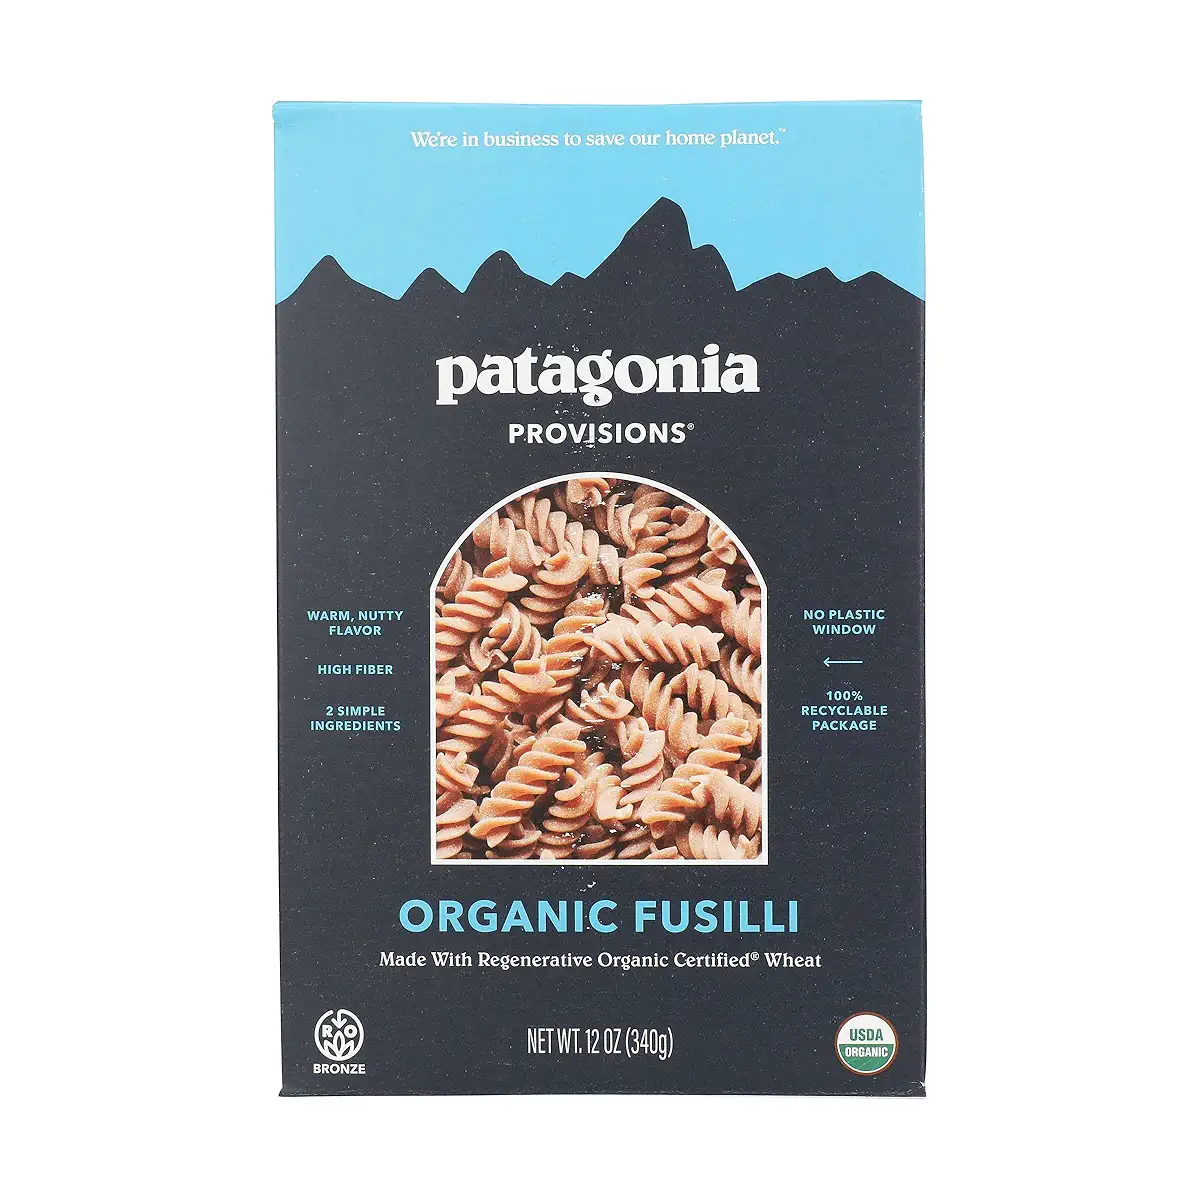 We're in business to save our home planet.™
patagonia
PROVISIONS®
WARM, NUTTY
FLAVOR
HIGH FIBER
2 SIMPLE
INGREDIENTS
NO PLASTIC
WINDOW
100%
RECYCLABLE
PACKAGE
ORGANIC FUSILLI
Made With Regenerative Organic Certified® Wheat
RO
BRONZE
NET WT. 12 OZ (340g)
USDA
ORGANIC